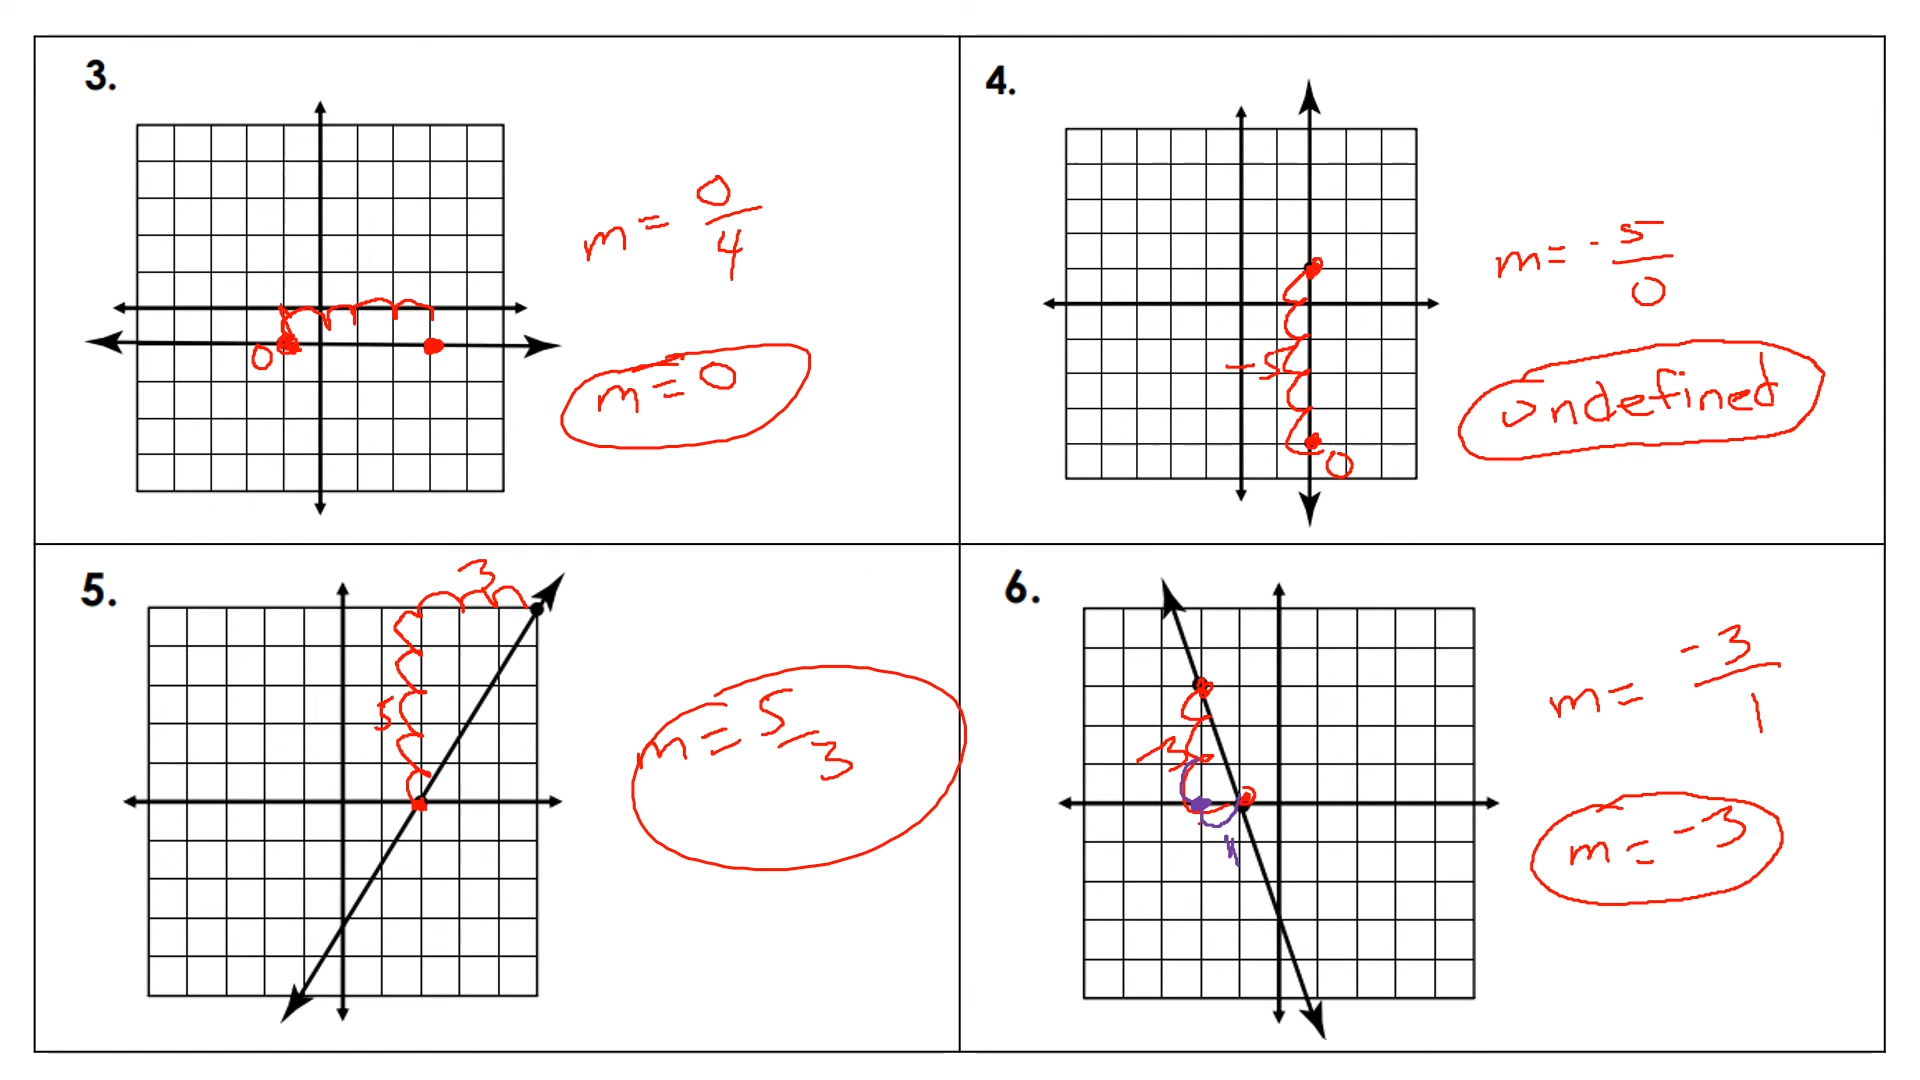 3.
m = 0/4
0
m = 0
4.
m = -5/0
-5
undefined
0
5.
3
5
m = 5/3
6.
m = -3/1
-3
1
m = -3